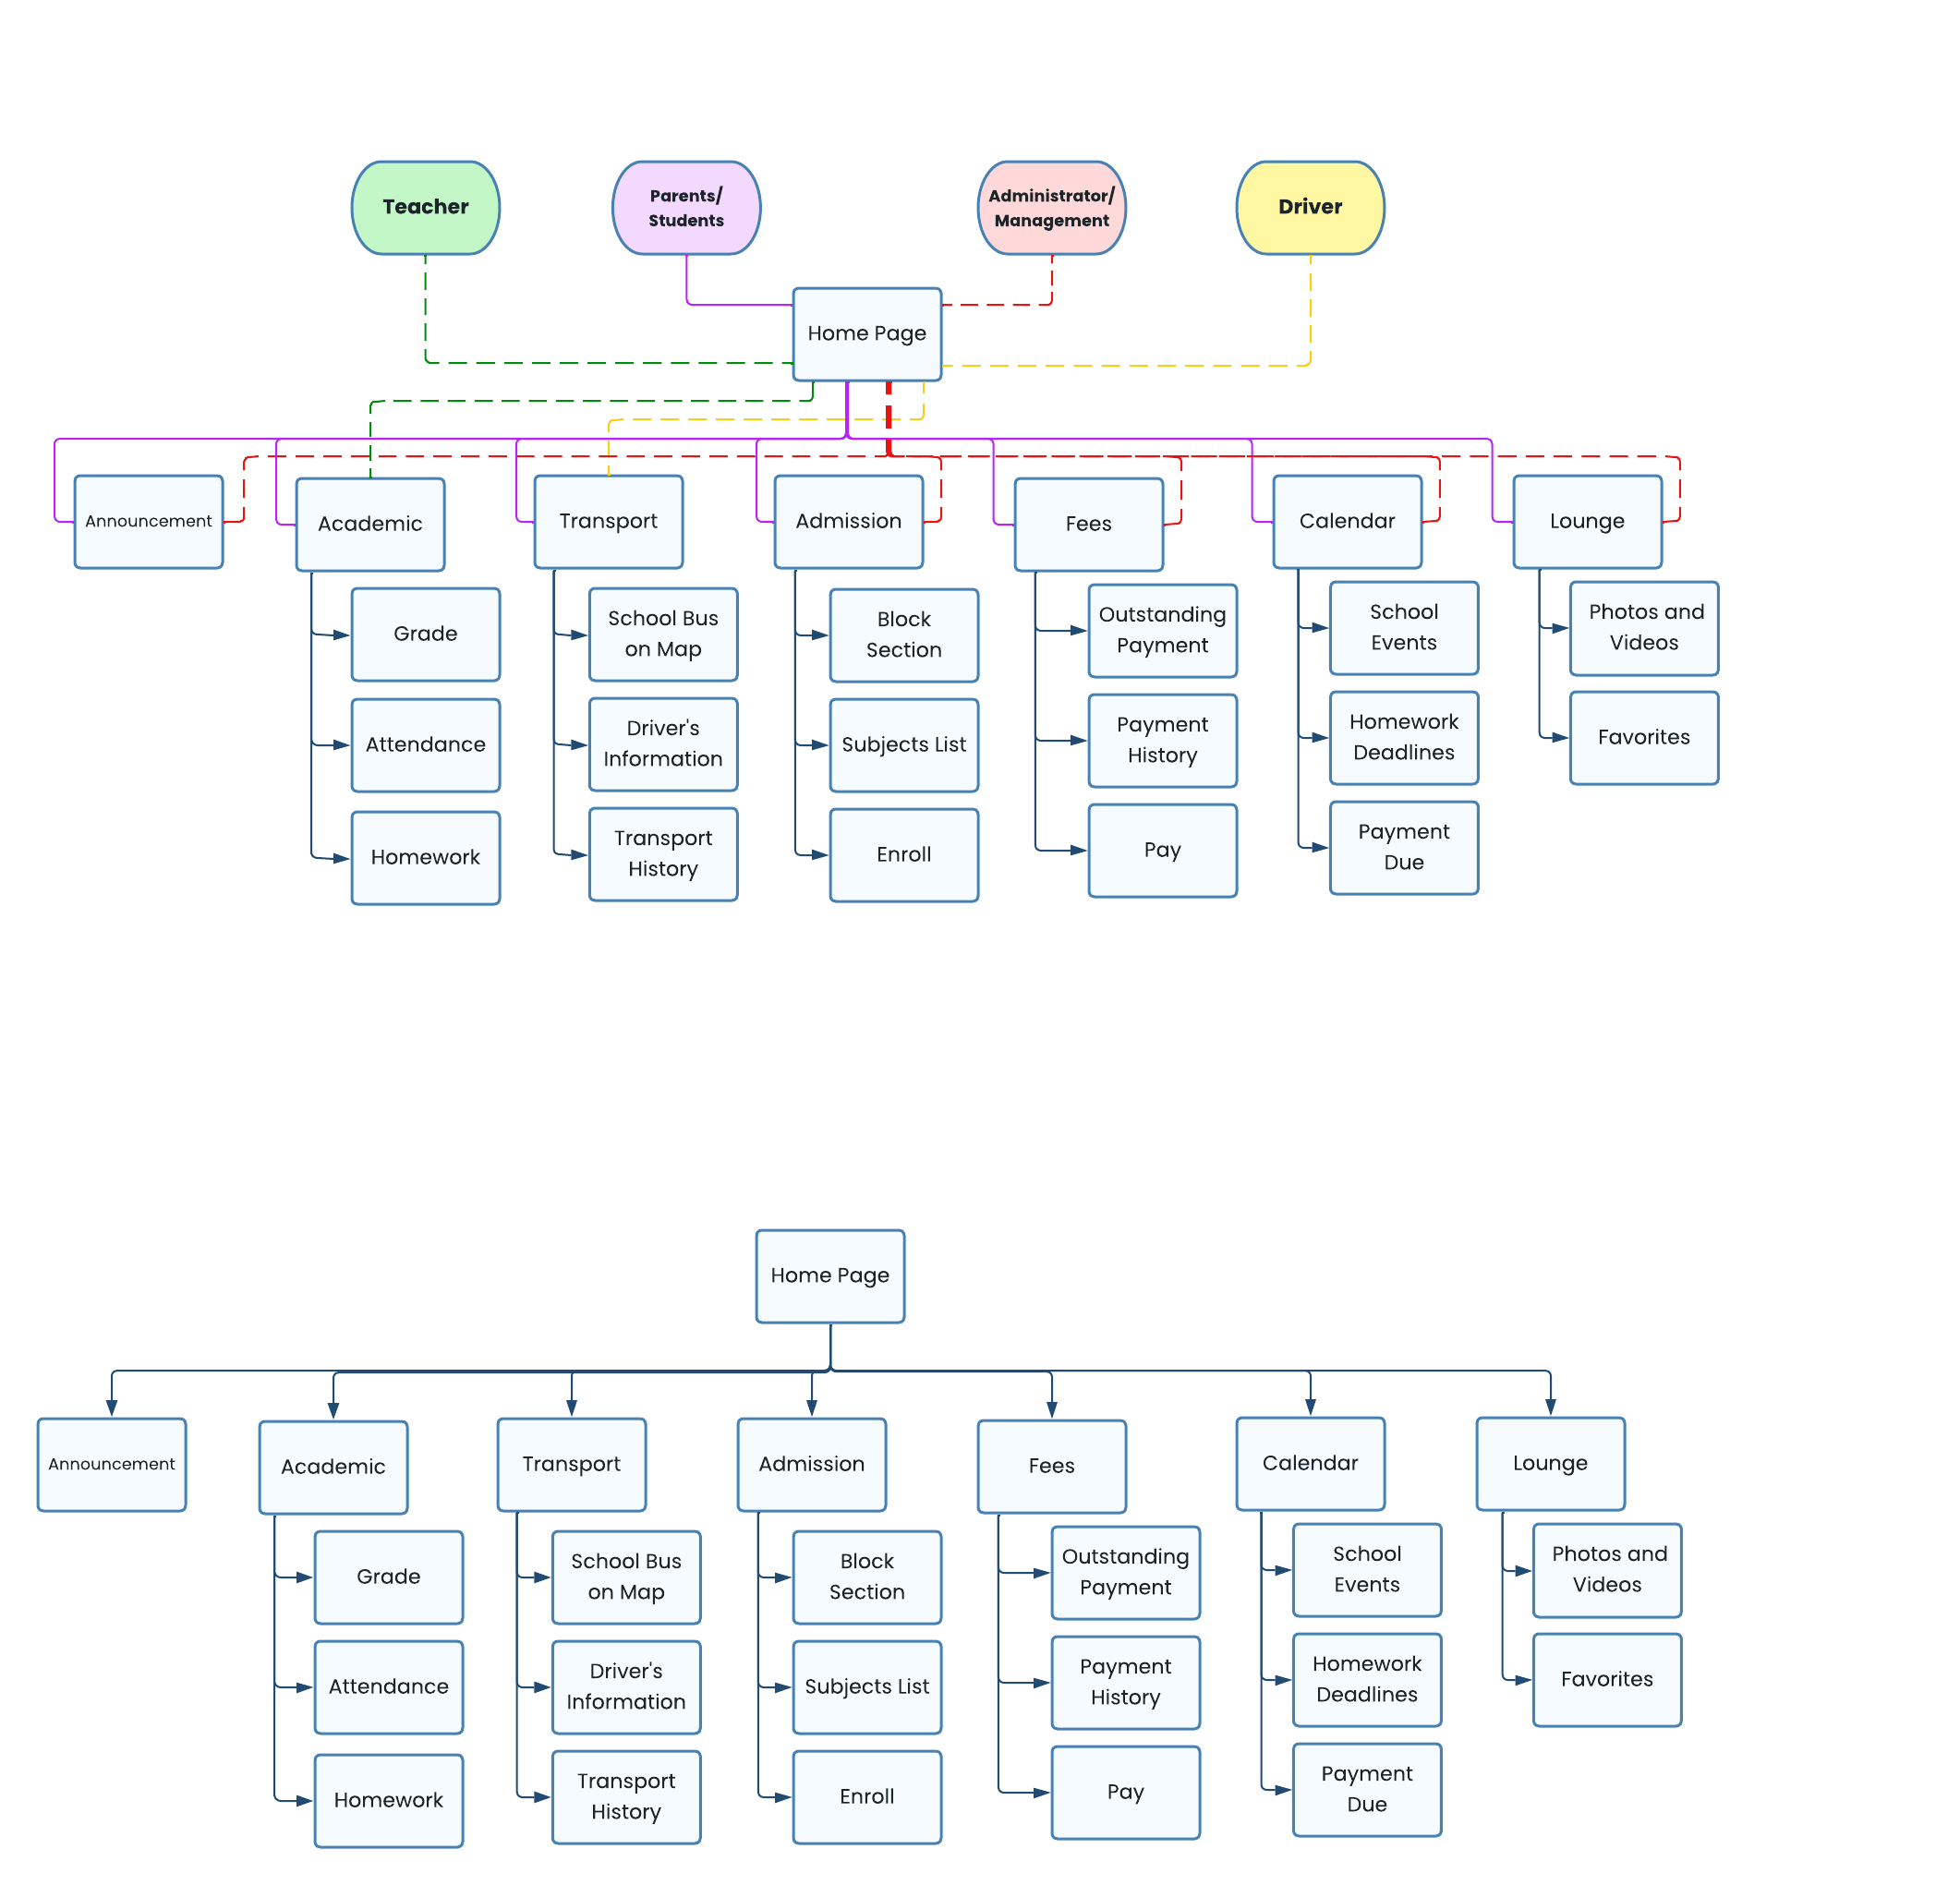 Teacher
Parents/
Students
Administrator/
Management
Driver
Home Page
Announcement
Academic
Transport
Admission
Fees
Calendar
Lounge
Grade
Attendance
Homework
School Bus
on Map
Driver's
Information
Transport
History
Block
Section
Subjects List
Enroll
Outstanding
Payment
Payment
History
Pay
School
Events
Homework
Deadlines
Payment
Due
Photos and
Videos
Favorites
Home Page
Announcement
Academic
Transport
Admission
Fees
Calendar
Lounge
Grade
Attendance
Homework
School Bus
on Map
Driver's
Information
Transport
History
Block
Section
Subjects List
Enroll
Outstanding
Payment
Payment
History
Pay
School
Events
Homework
Deadlines
Payment
Due
Photos and
Videos
Favorites